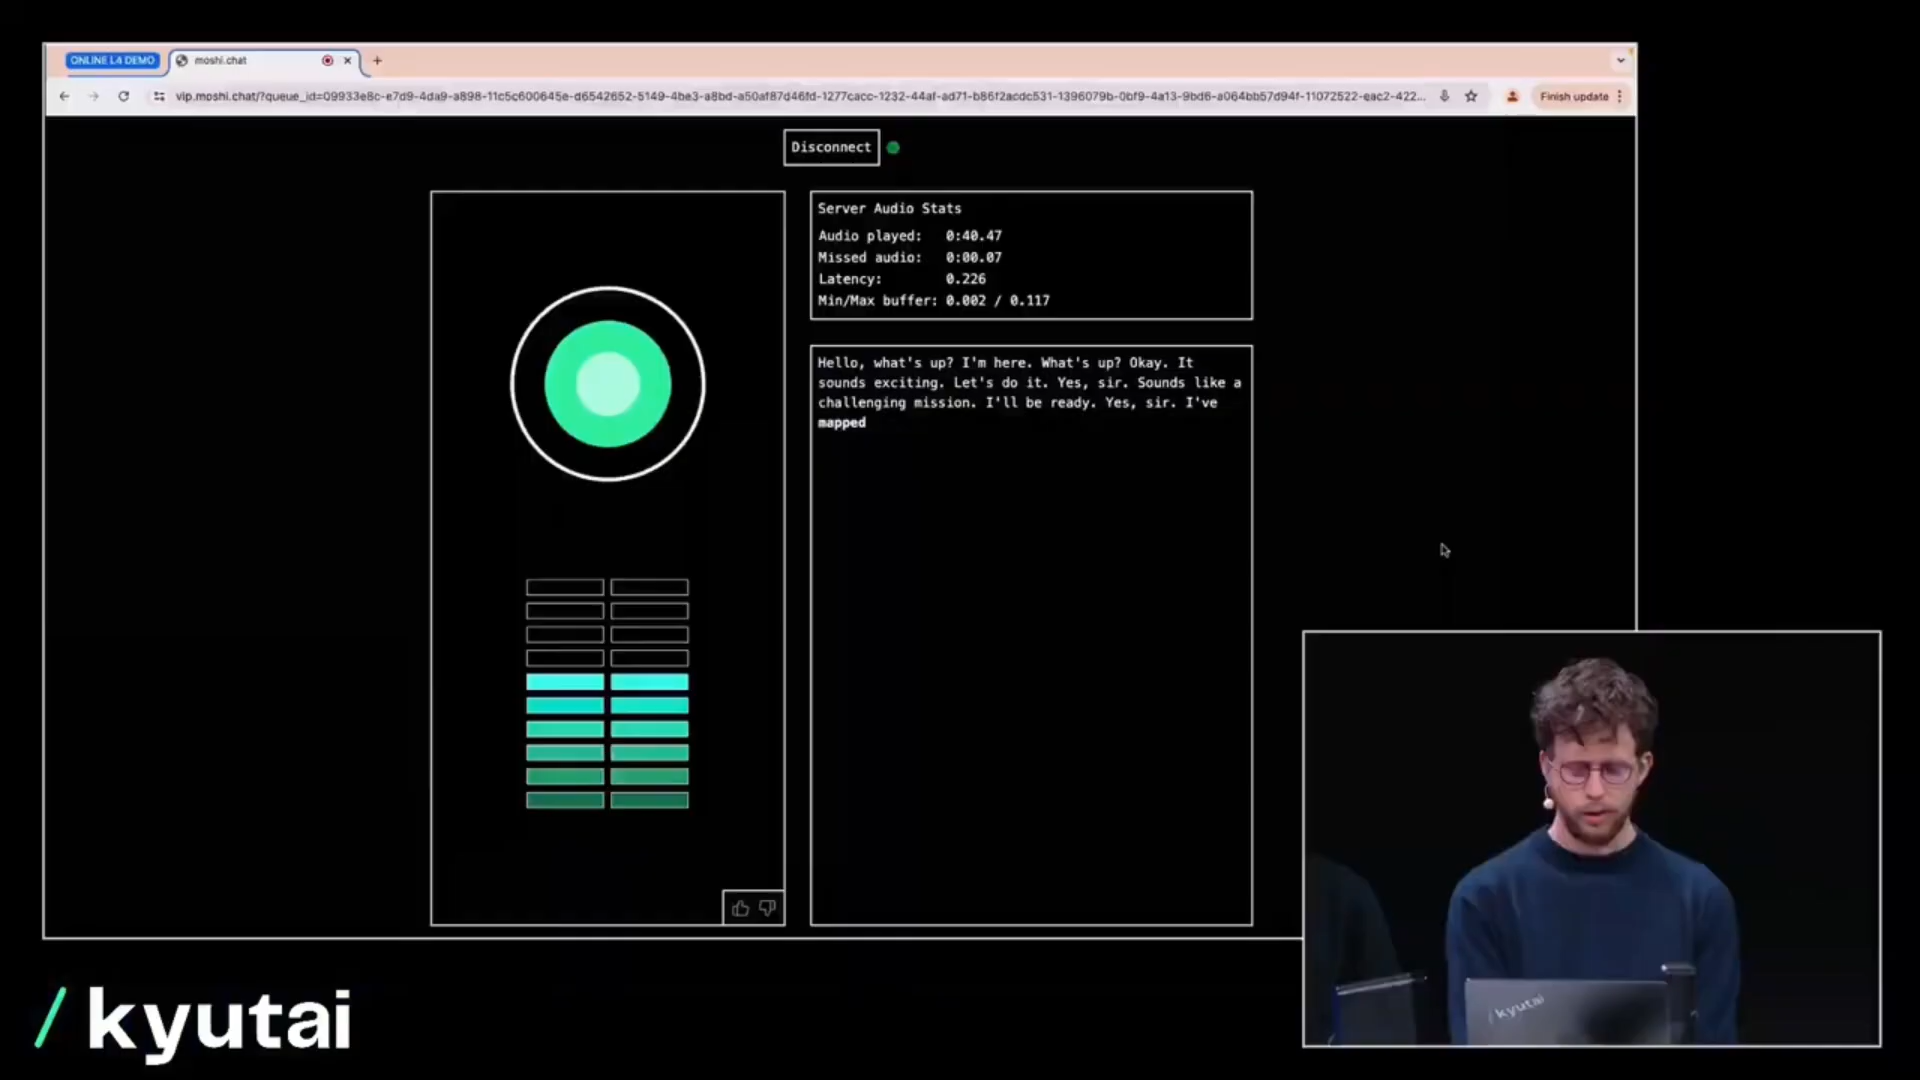 ONLINE L4 DEMO
moshi.chat
Finish update
Disconnect
Server Audio Stats
Audio played: 0:40.47
Missed audio: 0:00.07
Latency: 0.226
Min/Max buffer: 0.002 / 0.117
Hello, what's up? I'm here. What's up? Okay. It
sounds exciting. Let's do it. Yes, sir. Sounds like a
challenging mission. I'll be ready. Yes, sir. I've
mapped
/ kyutai
/ kyutai